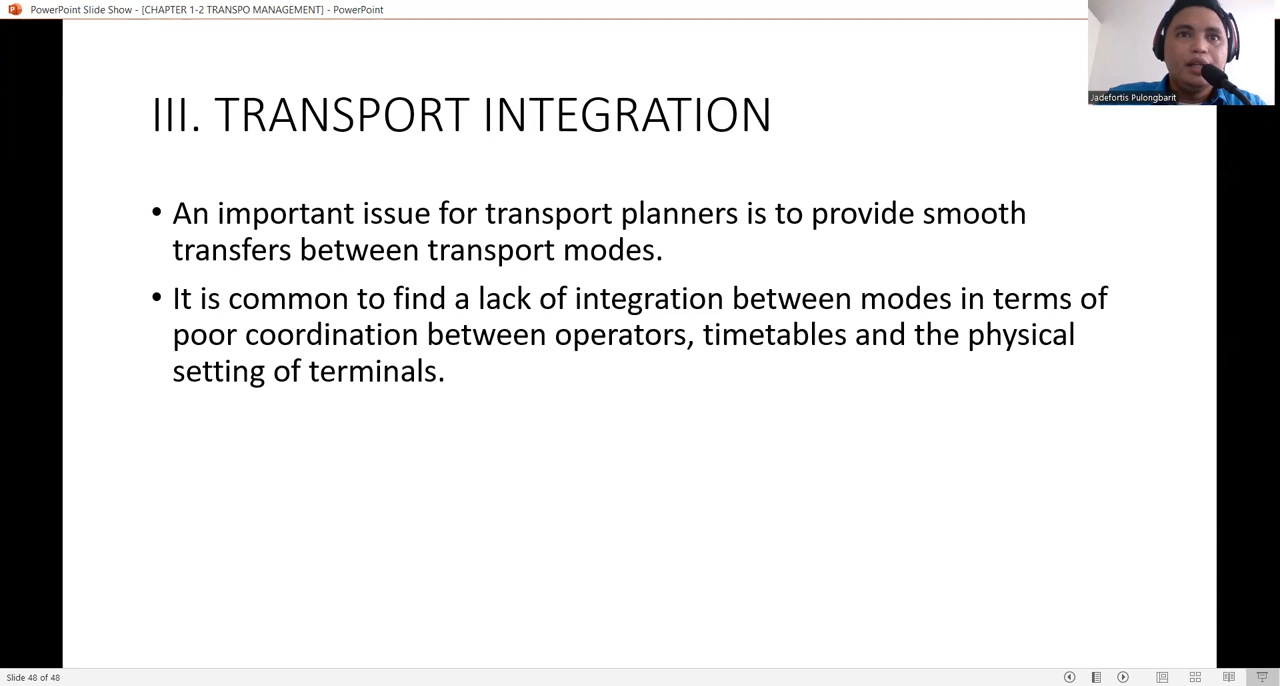 PowerPoint Slide Show - [CHAPTER 1-2 TRANSPO MANAGEMENT] - PowerPoint
Jadefortis Pulongbarit
III. TRANSPORT INTEGRATION
• An important issue for transport planners is to provide smooth
transfers between transport modes.
• It is common to find a lack of integration between modes in terms of
poor coordination between operators, timetables and the physical
setting of terminals.
Slide 48 of 48